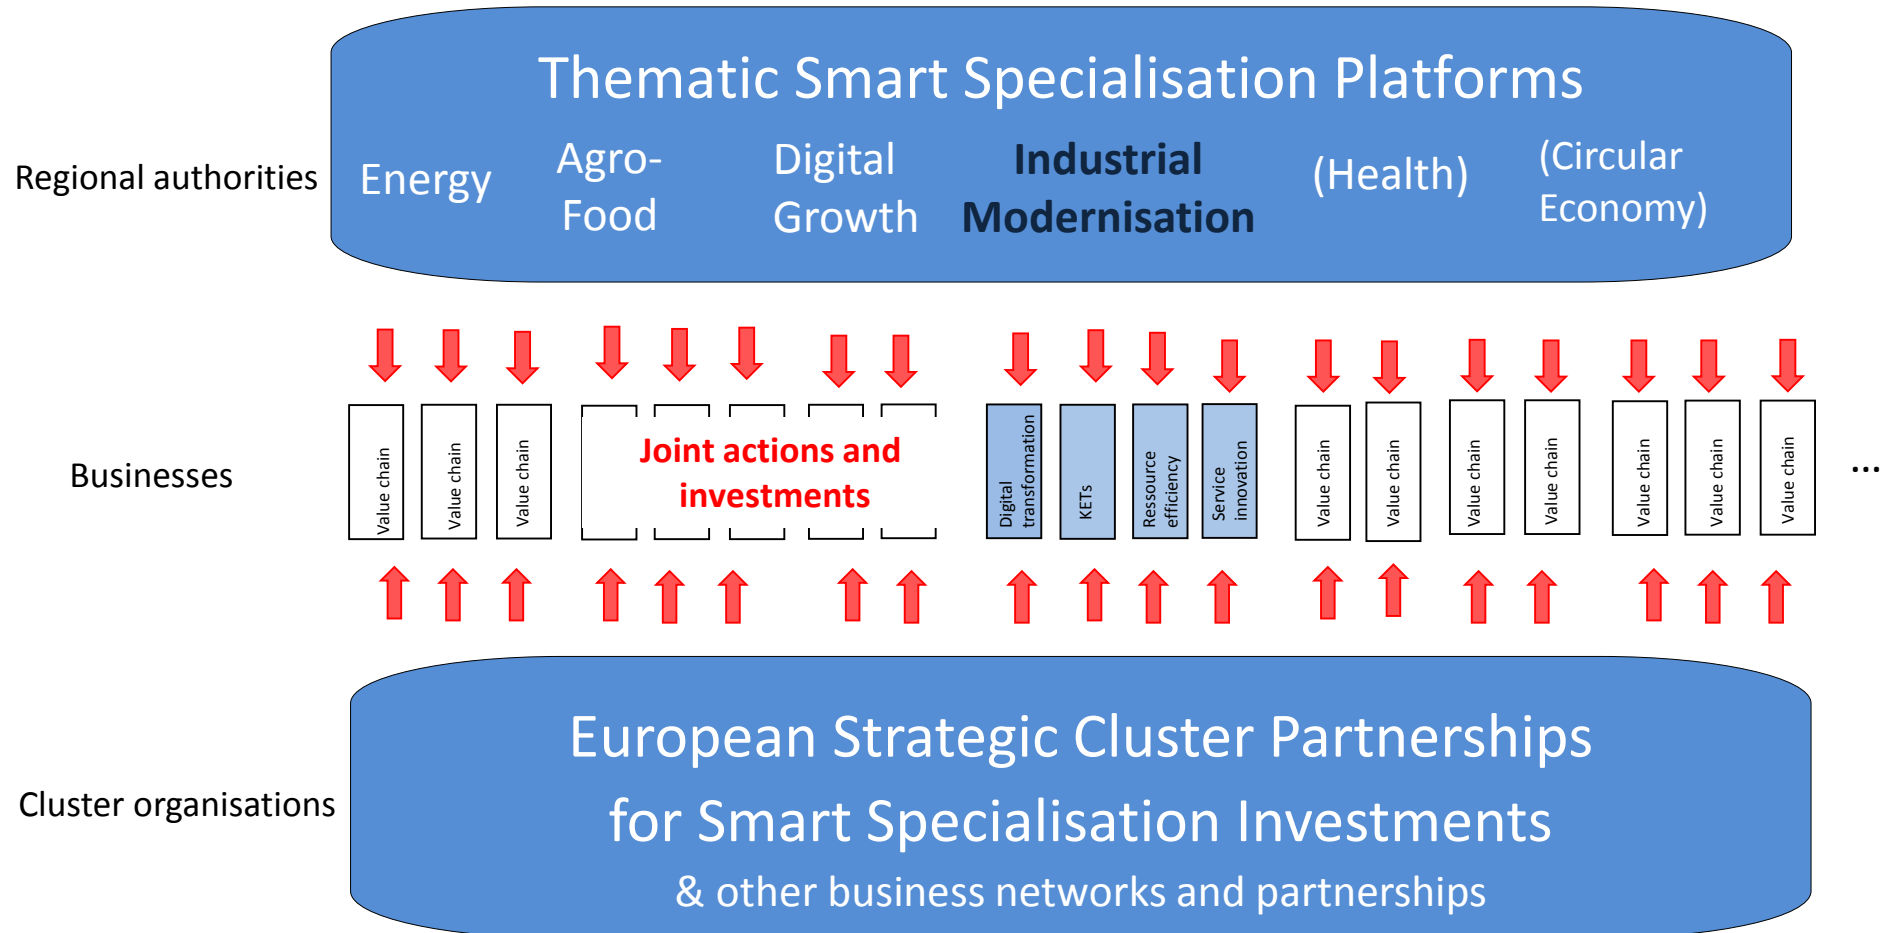 Thematic Smart Specialisation Platforms
Regional authorities
Energy
Agro-
Food
Digital
Growth
Industrial
Modernisation
(Health)
(Circular
Economy)
Businesses
Value chain
Value chain
Value chain
Joint actions and
investments
Digital
transformation
KETs
Ressource
efficiency
Service
innovation
Value chain
Value chain
Value chain
Value chain
Value chain
Value chain
Value chain
...
Cluster organisations
European Strategic Cluster Partnerships
for Smart Specialisation Investments
& other business networks and partnerships